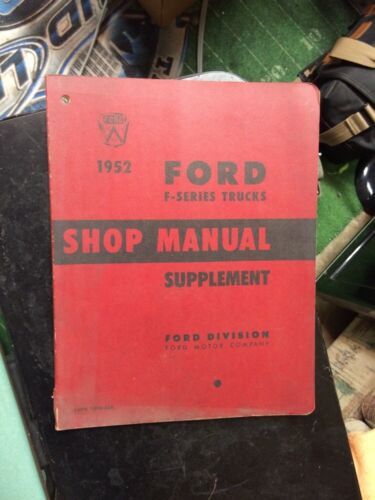 FORD
1952
FORD
F-SERIES TRUCKS
SHOP MANUAL
SUPPLEMENT
FORD DIVISION
FORD MOTOR COMPANY